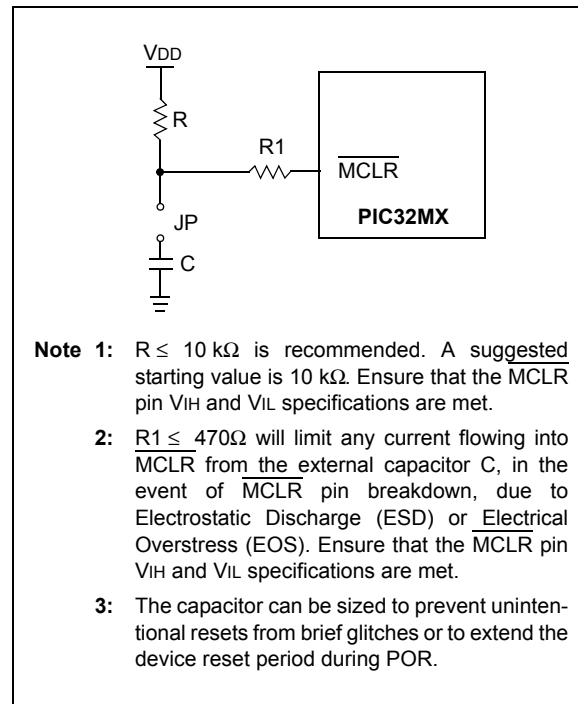 VDD
R
R1
MCLR
JP
PIC32MX
C
Note 1: R ≤ 10 kΩ is recommended. A suggested
starting value is 10 kΩ. Ensure that the MCLR
pin VIH and VIL specifications are met.
2: R1 ≤ 470Ω will limit any current flowing into
MCLR from the external capacitor C, in the
event of MCLR pin breakdown, due to
Electrostatic Discharge (ESD) or Electrical
Overstress (EOS). Ensure that the MCLR pin
VIH and VIL specifications are met.
3: The capacitor can be sized to prevent uninten-
tional resets from brief glitches or to extend the
device reset period during POR.